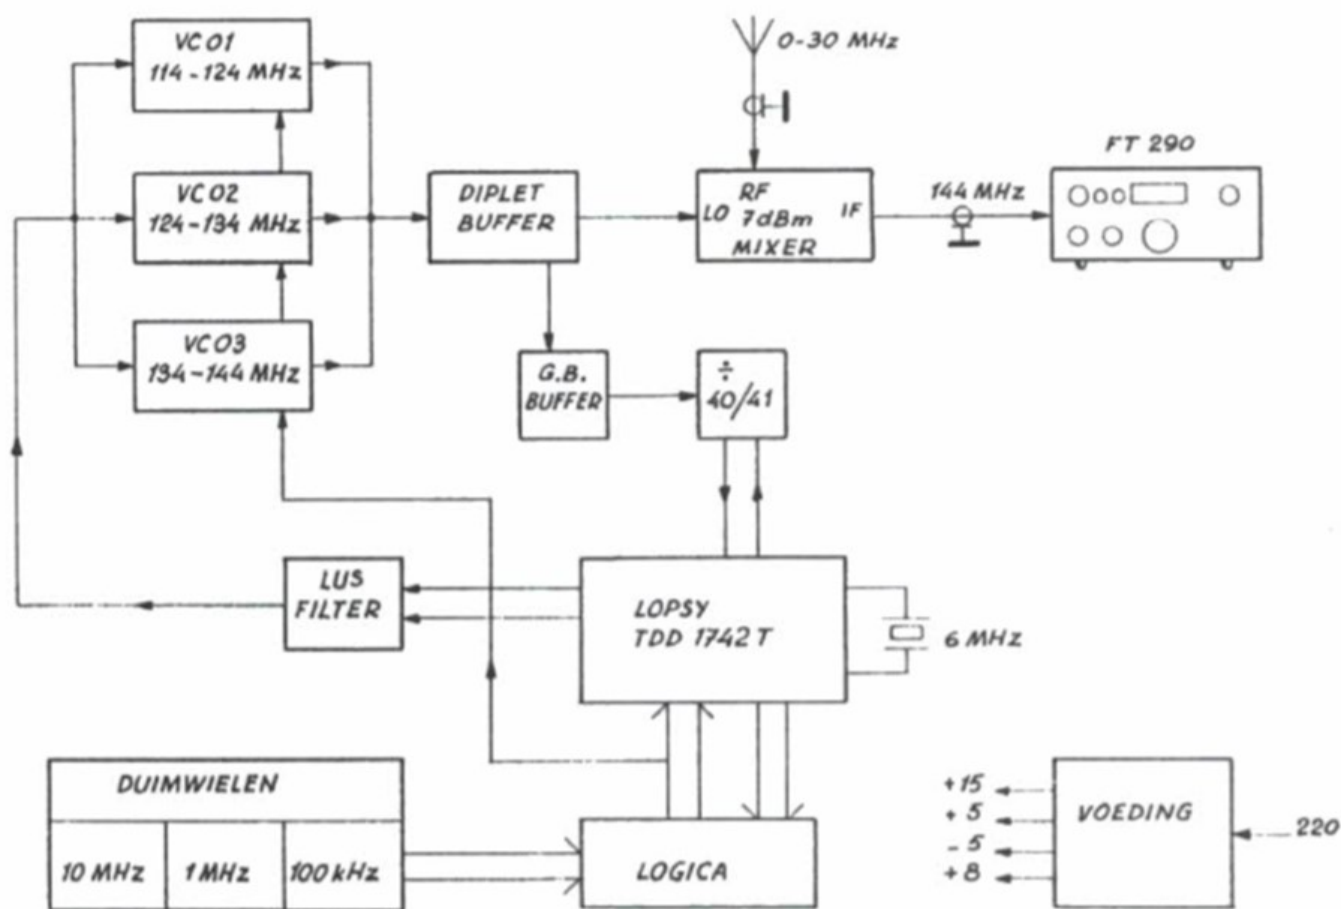 VCO1
114-124 MHz
0-30 MHz
FT 290
VCO2
124-134 MHz
DIPLET
BUFFER
LO
RF
7dBm
MIXER
IF
144 MHz
VCO3
134-144 MHz
G.B.
BUFFER
÷
40/41
LUS
FILTER
LOPSY
TDD 1742 T
6 MHz
DUIMWIELEN
10 MHz
1 MHz
100 kHz
LOGICA
+15
+ 5
- 5
+ 8
VOEDING
220